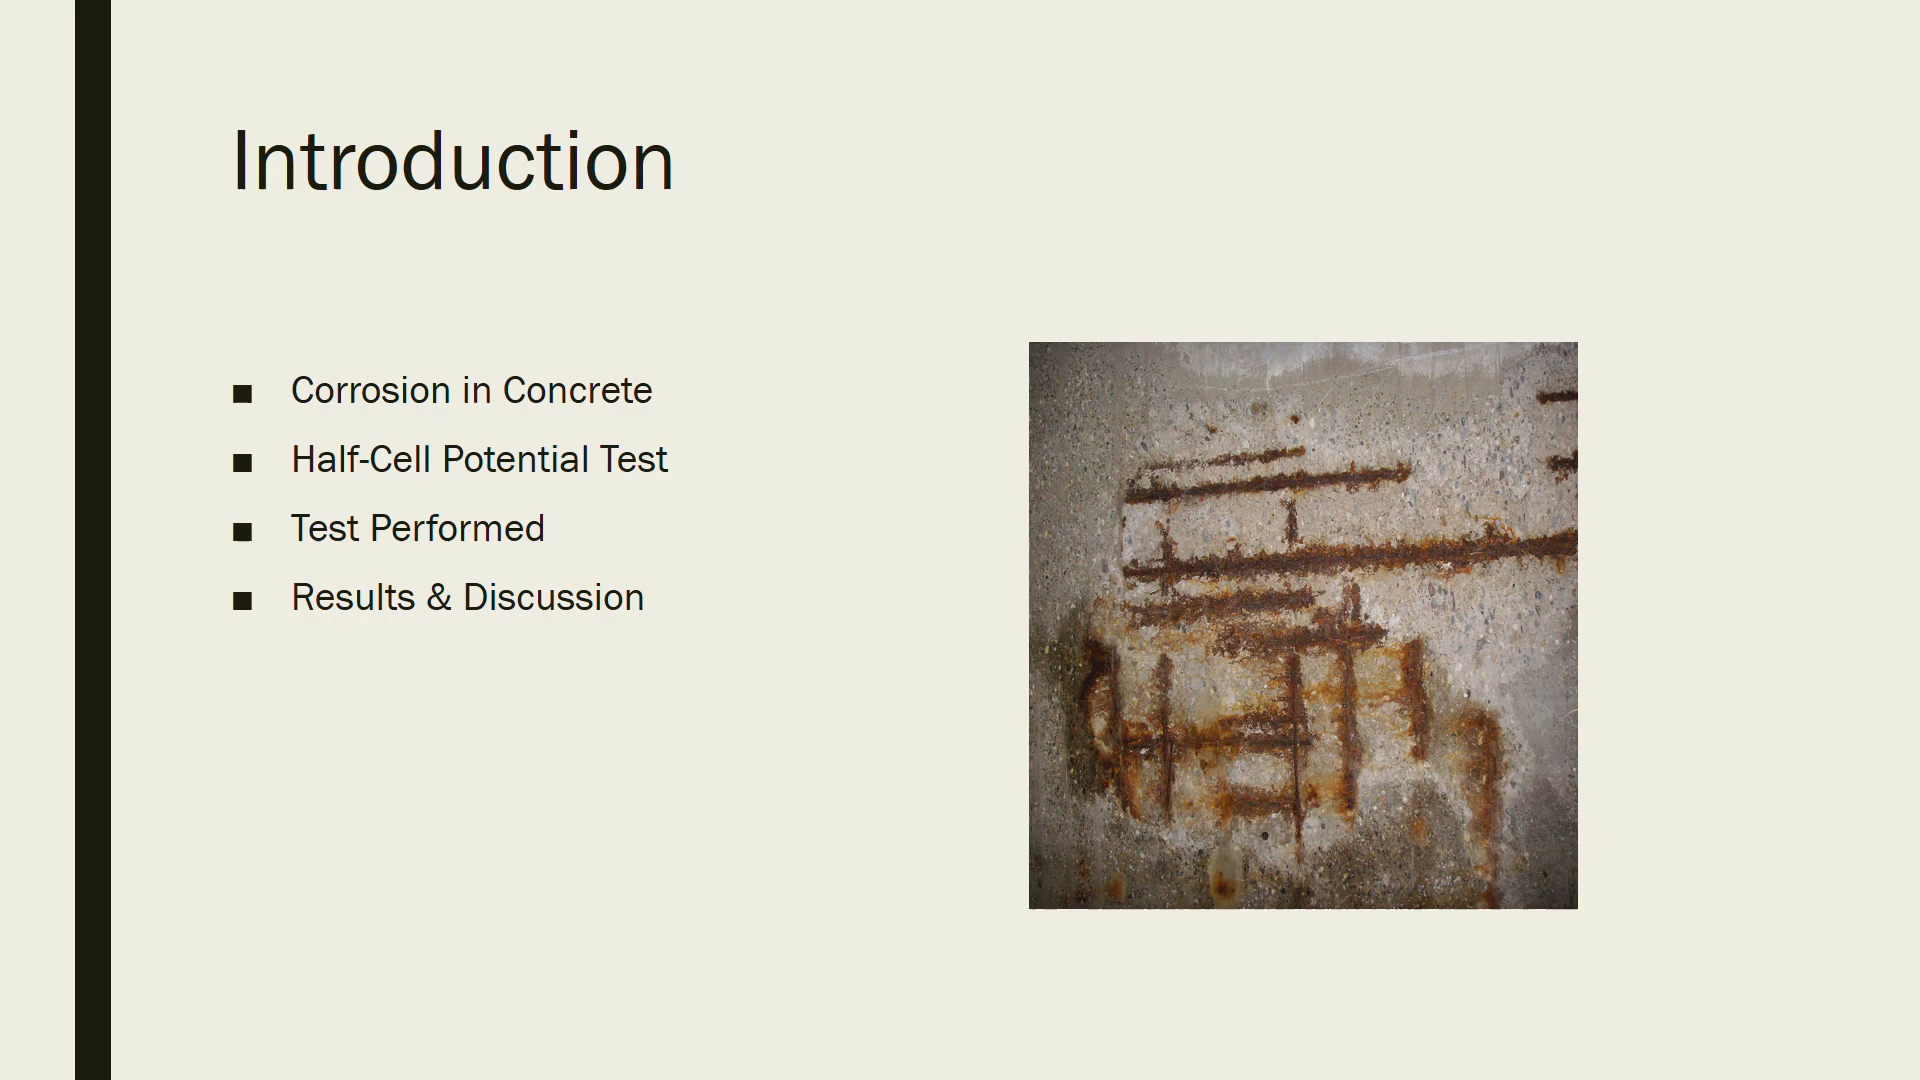 Introduction
■ Corrosion in Concrete
■ Half-Cell Potential Test
■ Test Performed
■ Results & Discussion